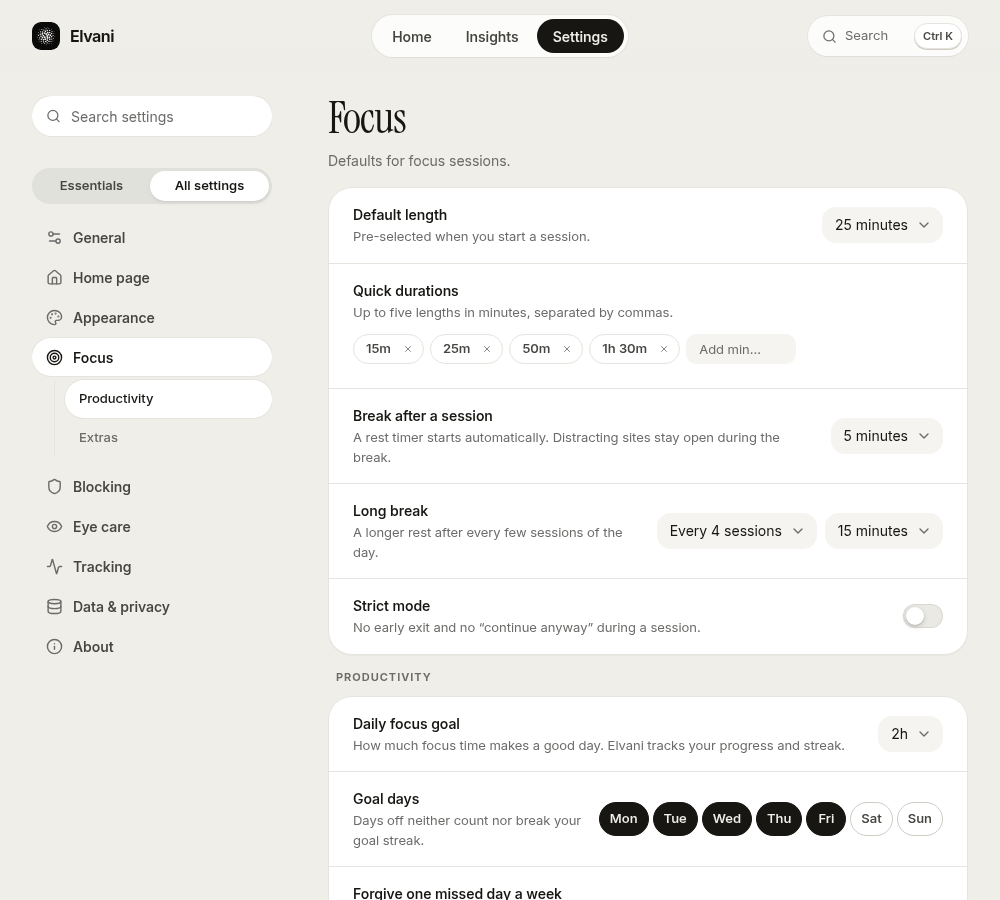 Elvani
Home
Insights
Settings
Search
Ctrl K
Search settings
Essentials
All settings
General
Home page
Appearance
Focus
Productivity
Extras
Blocking
Eye care
Tracking
Data & privacy
About
Focus
Defaults for focus sessions.
Default length
Pre-selected when you start a session.
25 minutes
Quick durations
Up to five lengths in minutes, separated by commas.
15m
25m
50m
1h 30m
Add min...
Break after a session
A rest timer starts automatically. Distracting sites stay open during the
break.
5 minutes
Long break
A longer rest after every few sessions of the
day.
Every 4 sessions
15 minutes
Strict mode
No early exit and no “continue anyway” during a session.
PRODUCTIVITY
Daily focus goal
How much focus time makes a good day. Elvani tracks your progress and streak.
2h
Goal days
Days off neither count nor break your
goal streak.
Mon
Tue
Wed
Thu
Fri
Sat
Sun
Forgive one missed day a week